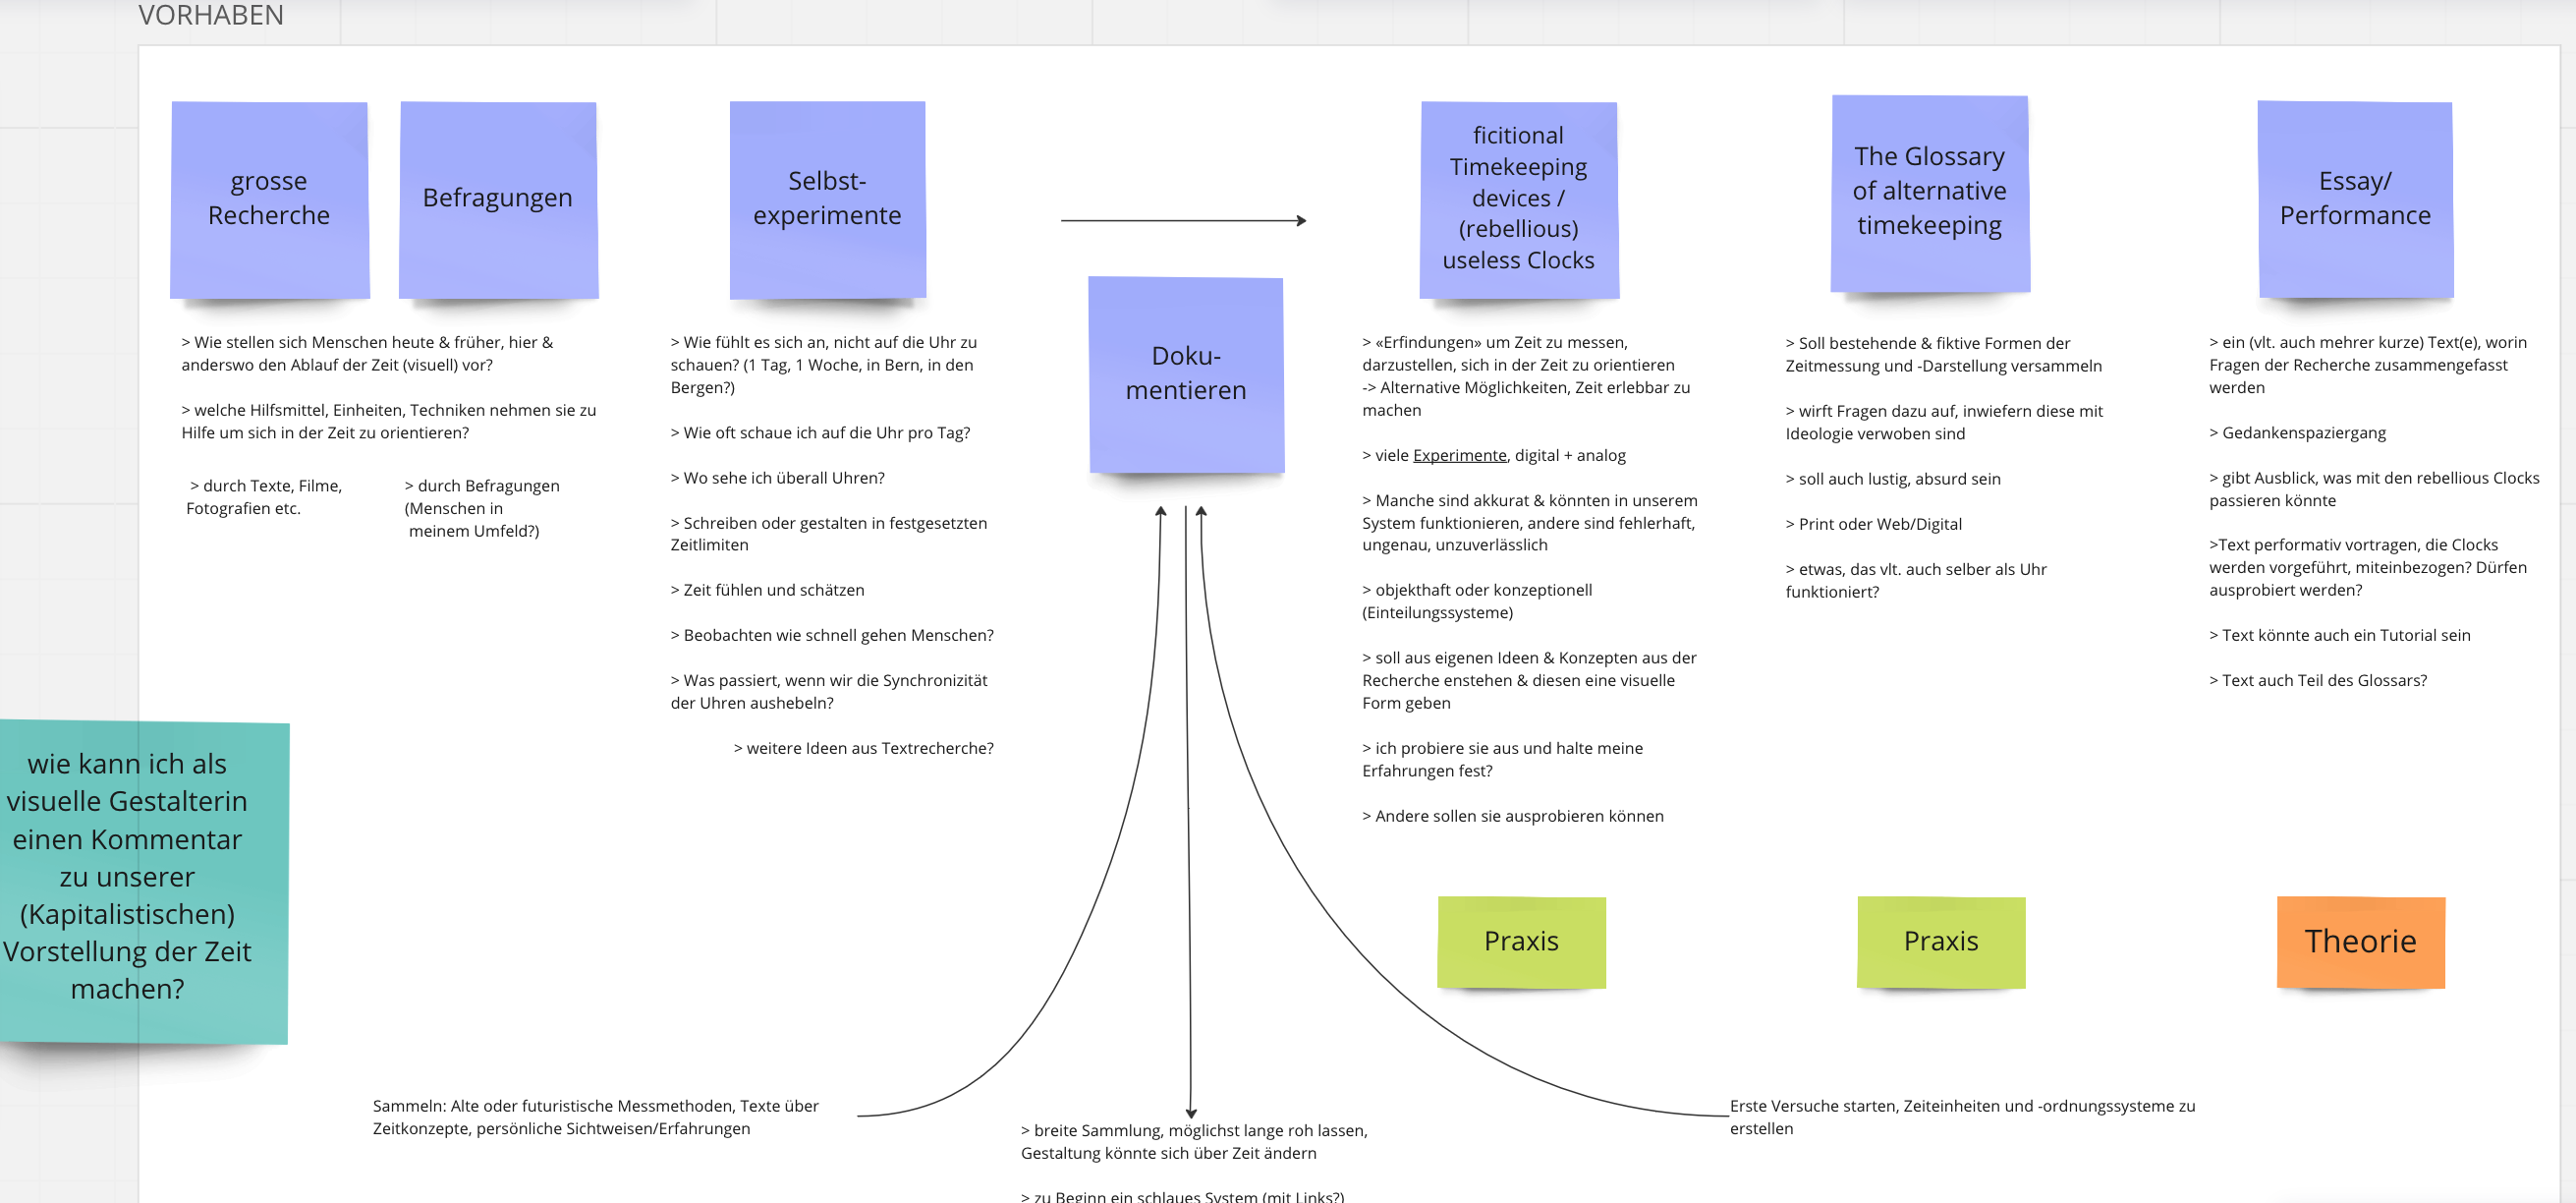 VORHABEN
grosse
Recherche
Befragungen
> Wie stellen sich Menschen heute & früher, hier &
anderswo den Ablauf der Zeit (visuell) vor?
> welche Hilfsmittel, Einheiten, Techniken nehmen sie zu
Hilfe um sich in der Zeit zu orientieren?
> durch Texte, Filme,
Fotografien etc.
> durch Befragungen
(Menschen in
meinem Umfeld?)
Selbst-
experimente
> Wie fühlt es sich an, nicht auf die Uhr zu
schauen? (1 Tag, 1 Woche, in Bern, in den
Bergen?)
> Wie oft schaue ich auf die Uhr pro Tag?
> Wo sehe ich überall Uhren?
> Schreiben oder gestalten in festgesetzten
Zeitlimiten
> Zeit fühlen und schätzen
> Beobachten wie schnell gehen Menschen?
> Was passiert, wenn wir die Synchronizität
der Uhren aushebeln?
> weitere Ideen aus Textrecherche?
Doku-
mentieren
ficitional
Timekeeping
devices /
(rebellious)
useless Clocks
> «Erfindungen» um Zeit zu messen,
darzustellen, sich in der Zeit zu orientieren
-> Alternative Möglichkeiten, Zeit erlebbar zu
machen
> viele Experimente, digital + analog
> Manche sind akkurat & könnten in unserem
System funktionieren, andere sind fehlerhaft,
ungenau, unzuverlässlich
> objekthaft oder konzeptionell
(Einteilungssysteme)
> soll aus eigenen Ideen & Konzepten aus der
Recherche enstehen & diesen eine visuelle
Form geben
> ich probiere sie aus und halte meine
Erfahrungen fest?
> Andere sollen sie ausprobieren können
Praxis
The Glossary
of alternative
timekeeping
> Soll bestehende & fiktive Formen der
Zeitmessung und -Darstellung versammeln
> wirft Fragen dazu auf, inwiefern diese mit
Ideologie verwoben sind
> soll auch lustig, absurd sein
> Print oder Web/Digital
> etwas, das vlt. auch selber als Uhr
funktioniert?
Praxis
Essay/
Performance
> ein (vlt. auch mehrer kurze) Text(e), worin
Fragen der Recherche zusammengefasst
werden
> Gedankenspaziergang
> gibt Ausblick, was mit den rebellious Clocks
passieren könnte
>Text performativ vortragen, die Clocks
werden vorgeführt, miteinbezogen? Dürfen
ausprobiert werden?
> Text könnte auch ein Tutorial sein
> Text auch Teil des Glossars?
Theorie
wie kann ich als
visuelle Gestalterin
einen Kommentar
zu unserer
(Kapitalistischen)
Vorstellung der Zeit
machen?
Sammeln: Alte oder futuristische Messmethoden, Texte über
Zeitkonzepte, persönliche Sichtweisen/Erfahrungen
> breite Sammlung, möglichst lange roh lassen,
Gestaltung könnte sich über Zeit ändern
> zu Beginn ein schlaues System (mit Links?)
Erste Versuche starten, Zeiteinheiten und -ordnungssysteme zu
erstellen